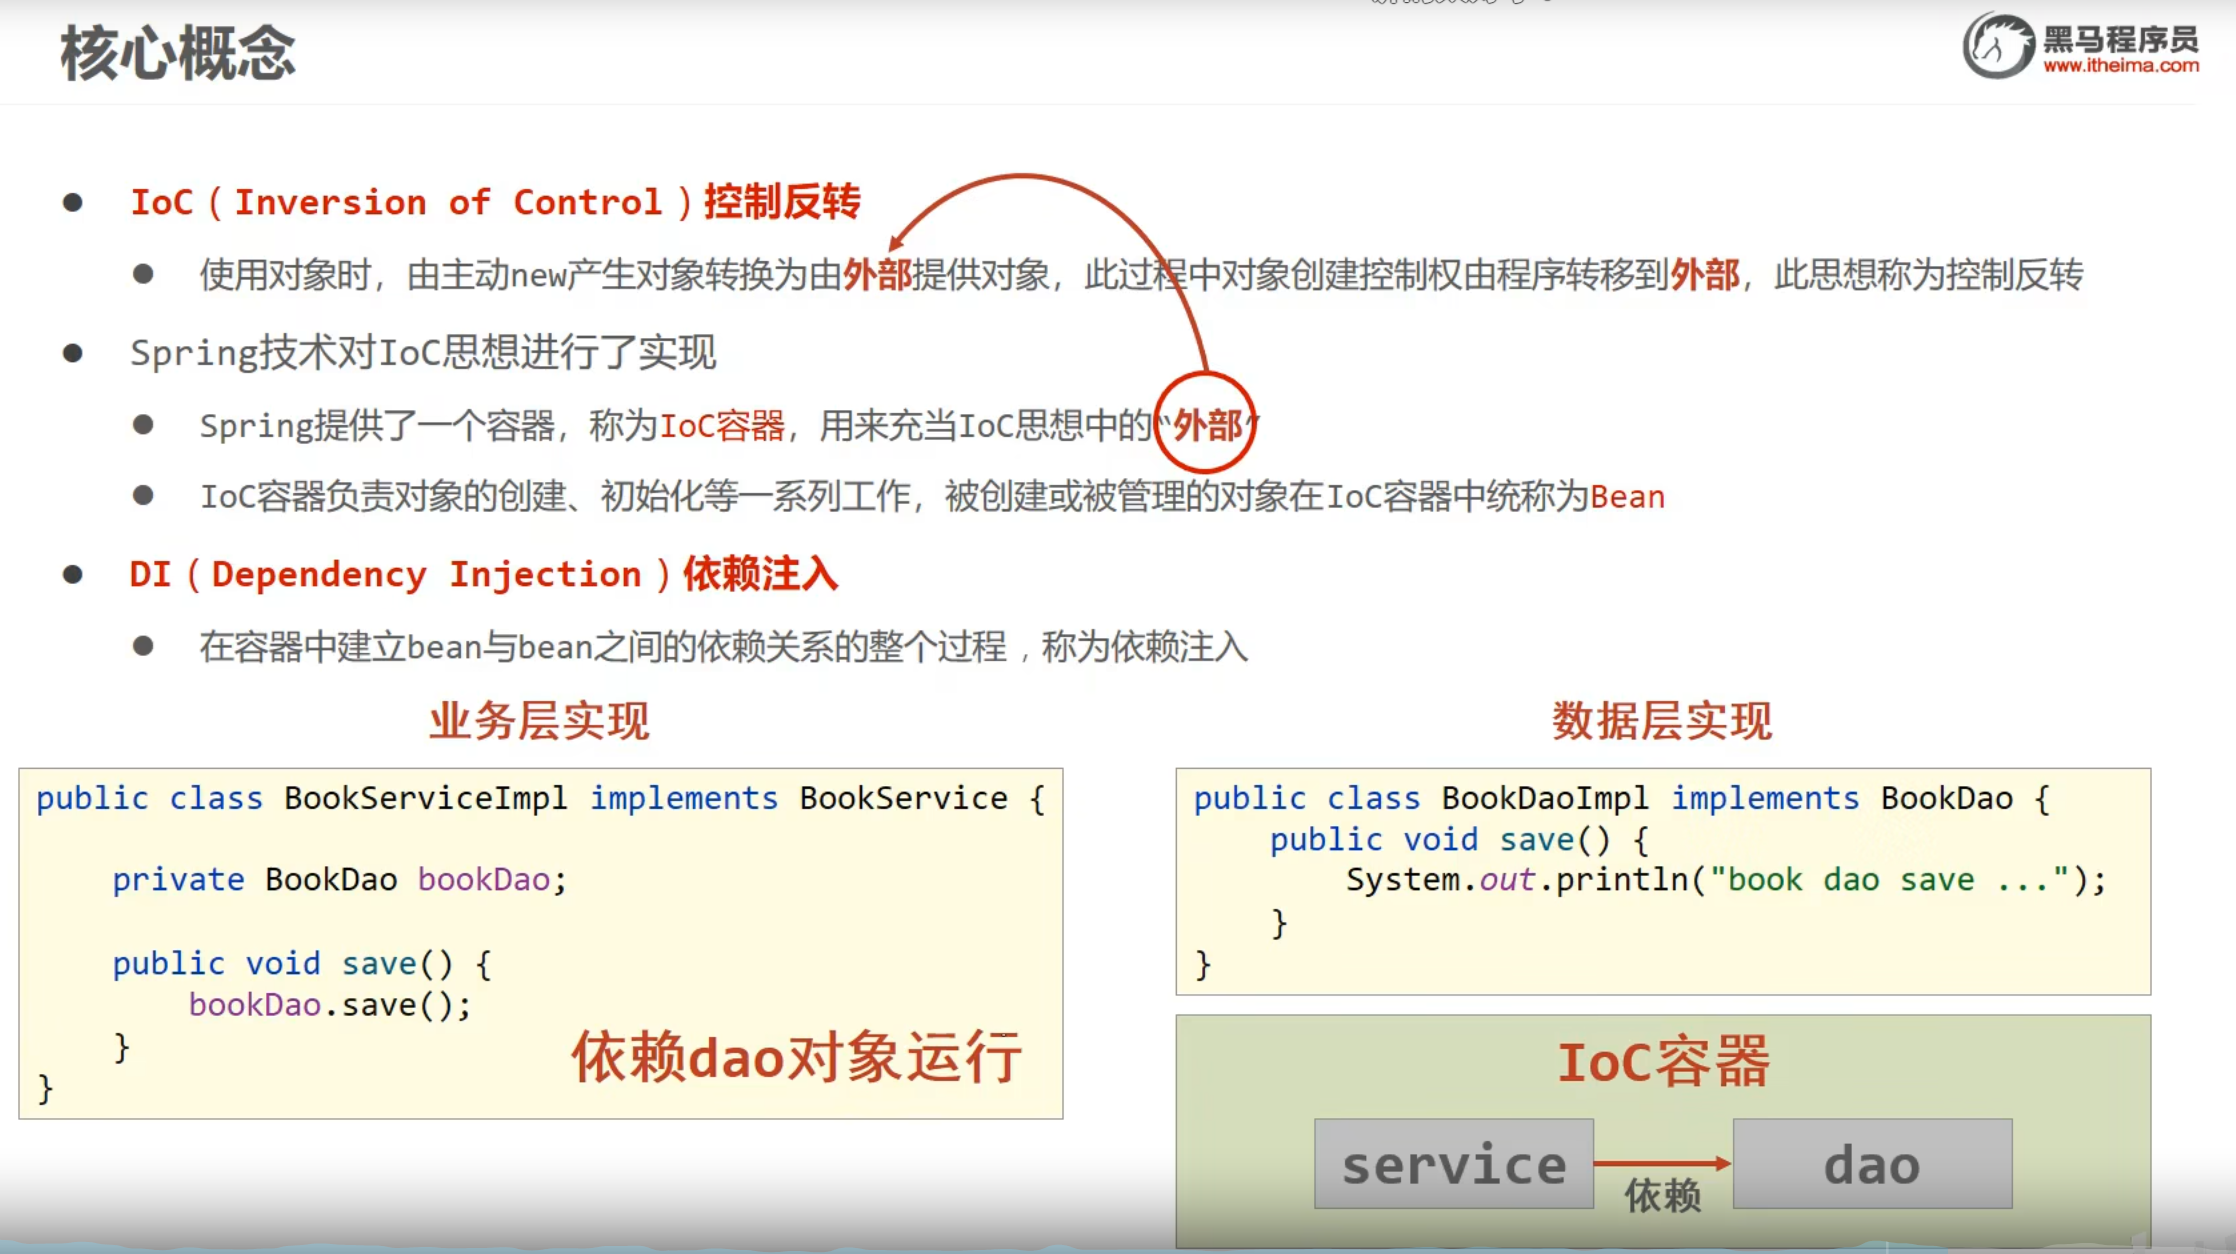 核心概念
黑马程序员
www.itheima.com
IoC（Inversion of Control）控制反转
使用对象时，由主动new产生对象转换为由外部提供对象，此过程中对象创建控制权由程序转移到外部，此思想称为控制反转
Spring技术对IoC思想进行了实现
Spring提供了一个容器，称为IoC容器，用来充当IoC思想中的“外部”
IoC容器负责对象的创建、初始化等一系列工作，被创建或被管理的对象在IoC容器中统称为Bean
DI（Dependency Injection）依赖注入
在容器中建立bean与bean之间的依赖关系的整个过程，称为依赖注入
业务层实现
public class BookServiceImpl implements BookService {
private BookDao bookDao;
public void save() {
bookDao.save();
}
}
依赖dao对象运行
数据层实现
public class BookDaoImpl implements BookDao {
public void save() {
System.out.println("book dao save ...");
}
}
IoC容器
service
依赖
dao